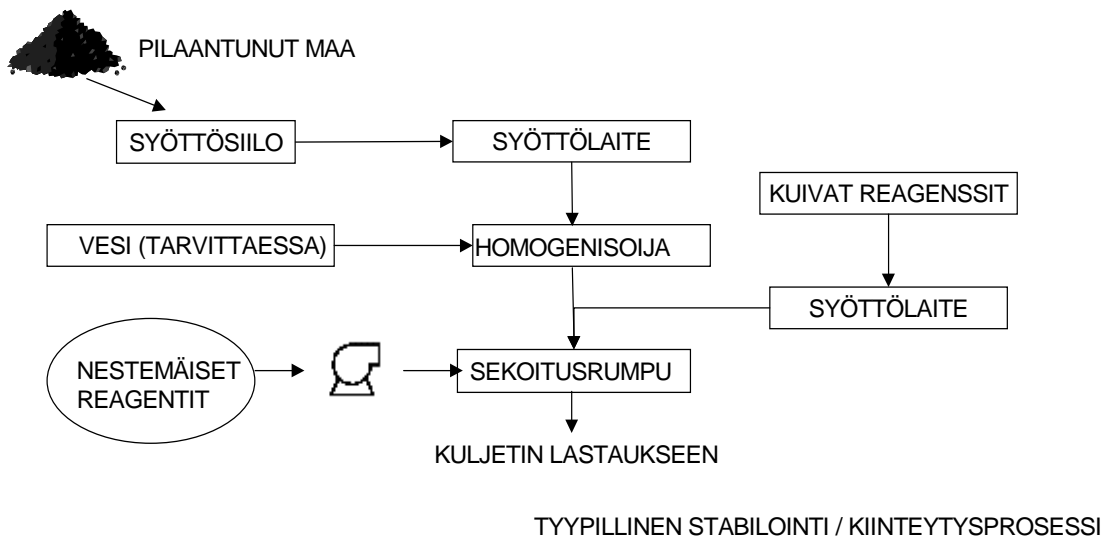 PILAANTUNUT MAA
SYÖTTÖSIILO
SYÖTTÖLAITE
KUIVAT REAGENSSIT
VESI (TARVITTAESSA)
HOMOGENISOIJA
SYÖTTÖLAITE
NESTEMÄISET
REAGENTIT
SEKOITUSRUMPU
KULJETIN LASTAUKSEEN
TYYPILLINEN STABILOINTI / KIINTEYTYSPROSESSI